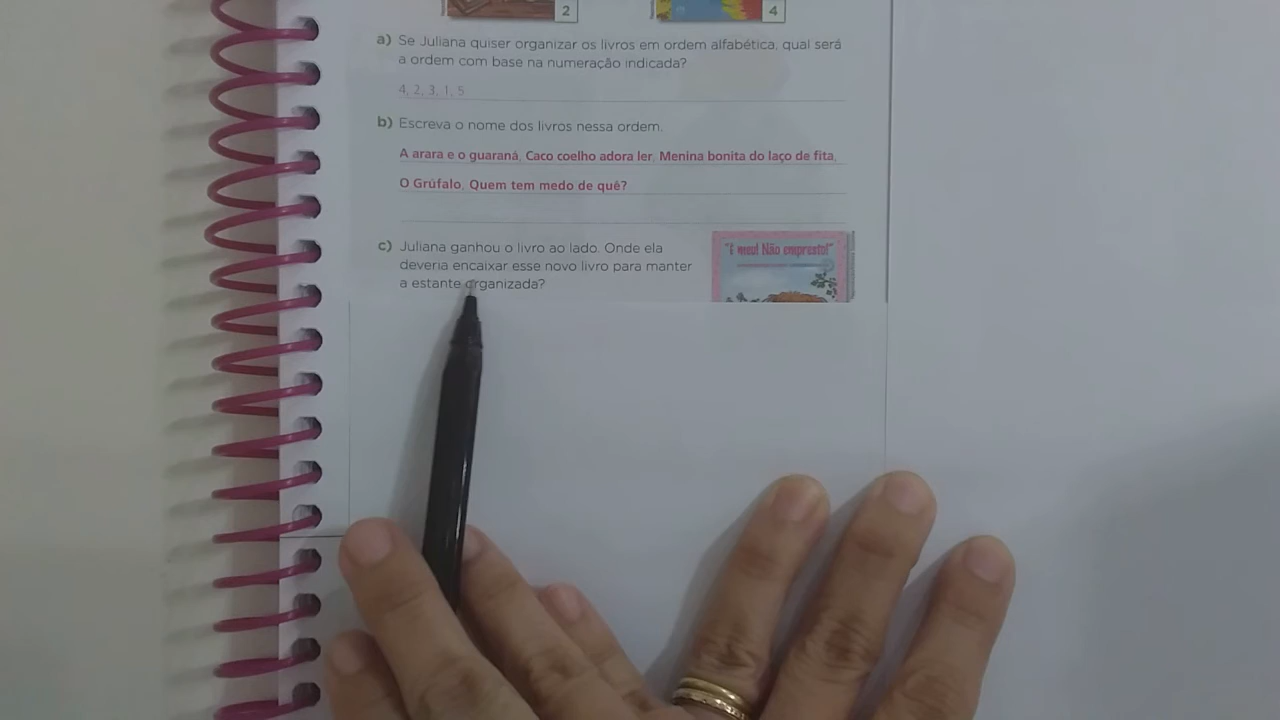 2
4
a) Se Juliana quiser organizar os livros em ordem alfabética, qual será
a ordem com base na numeração indicada?
4, 2, 3, 1, 5
b) Escreva o nome dos livros nessa ordem.
A arara e o guaraná, Caco coelho adora ler, Menina bonita do laço de fita,
O Grúfalo, Quem tem medo de quê?
c) Juliana ganhou o livro ao lado. Onde ela
deveria encaixar esse novo livro para manter
a estante organizada?
"É meu! Não empresto!"